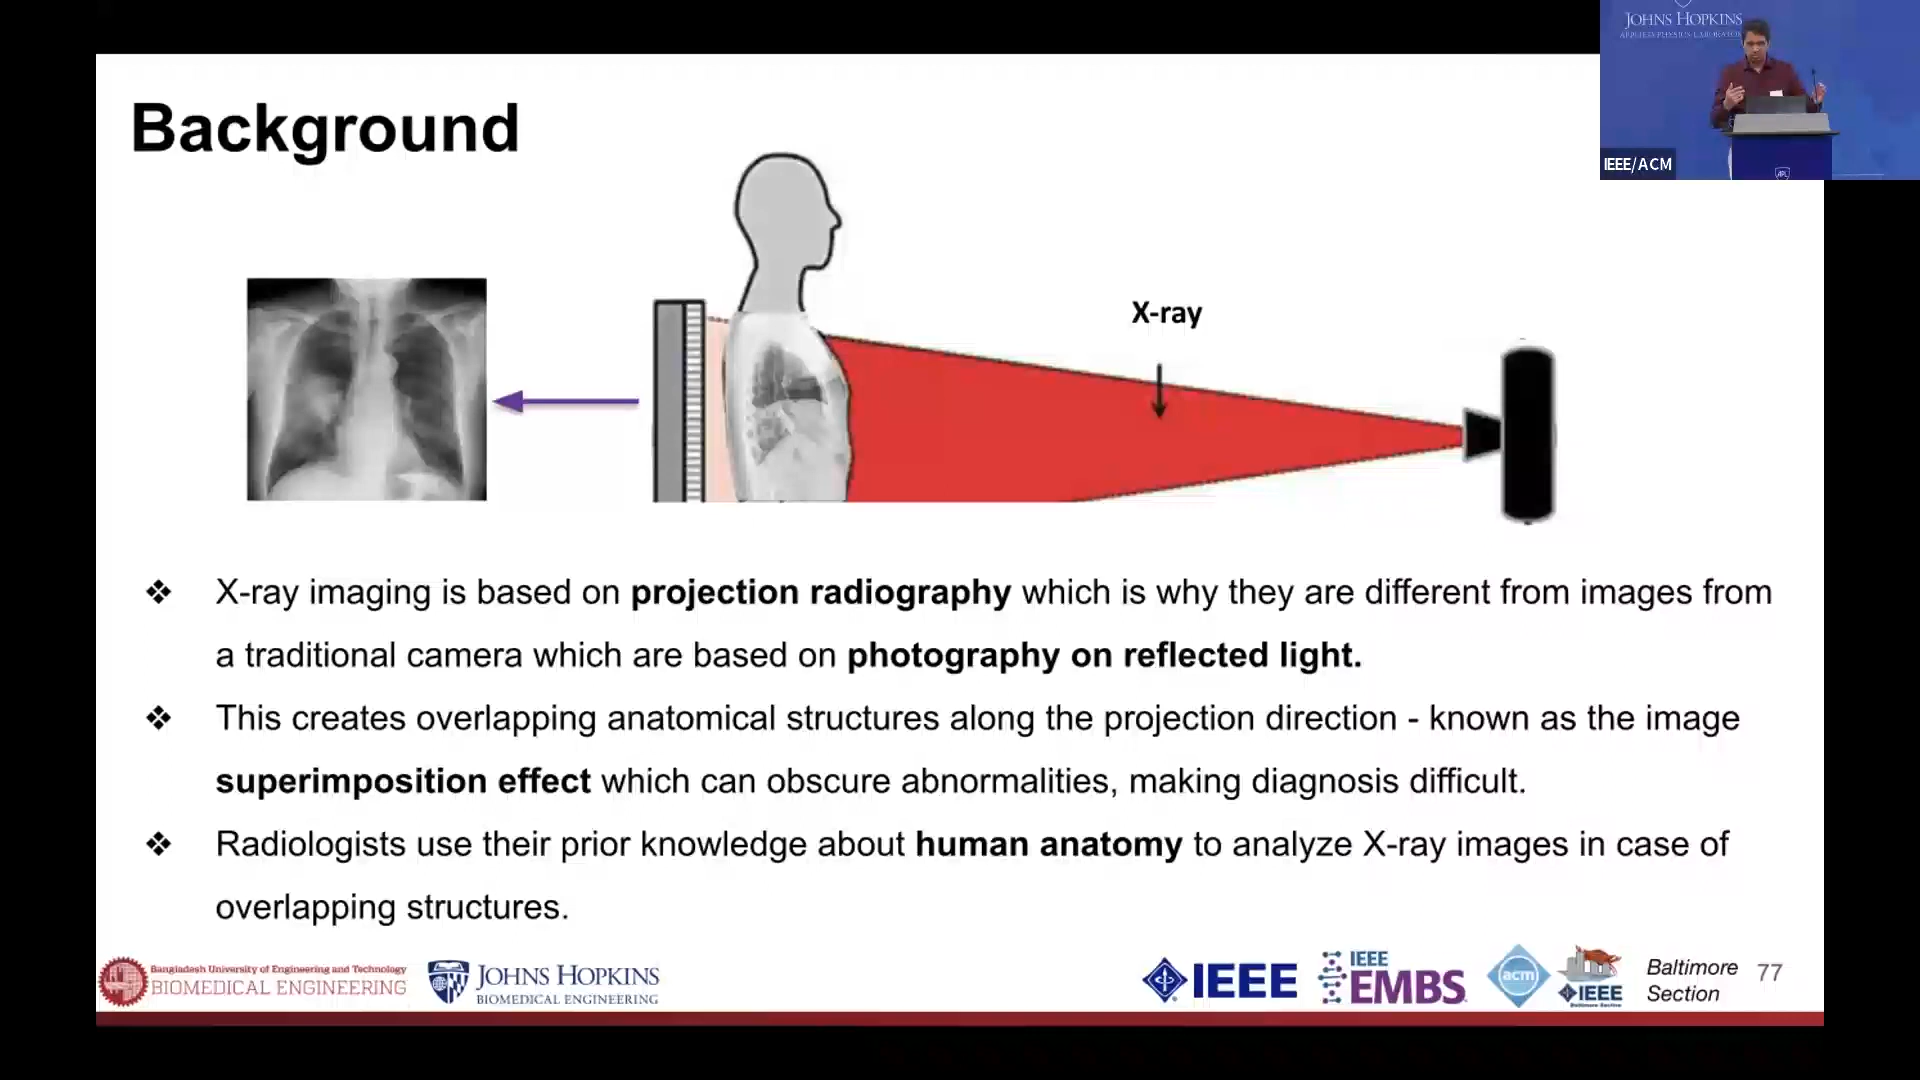 JOHNS HOPKINS
IEEE/ACM
APL
Background
X-ray
❖ X-ray imaging is based on projection radiography which is why they are different from images from
a traditional camera which are based on photography on reflected light.
❖ This creates overlapping anatomical structures along the projection direction - known as the image
superimposition effect which can obscure abnormalities, making diagnosis difficult.
❖ Radiologists use their prior knowledge about human anatomy to analyze X-ray images in case of
overlapping structures.
Bangladesh University of Engineering and Technology
BIOMEDICAL ENGINEERING
JOHNS HOPKINS
BIOMEDICAL ENGINEERING
IEEE
IEEE
EMBS
acm
IEEE
Baltimore Section
Baltimore
Section
77